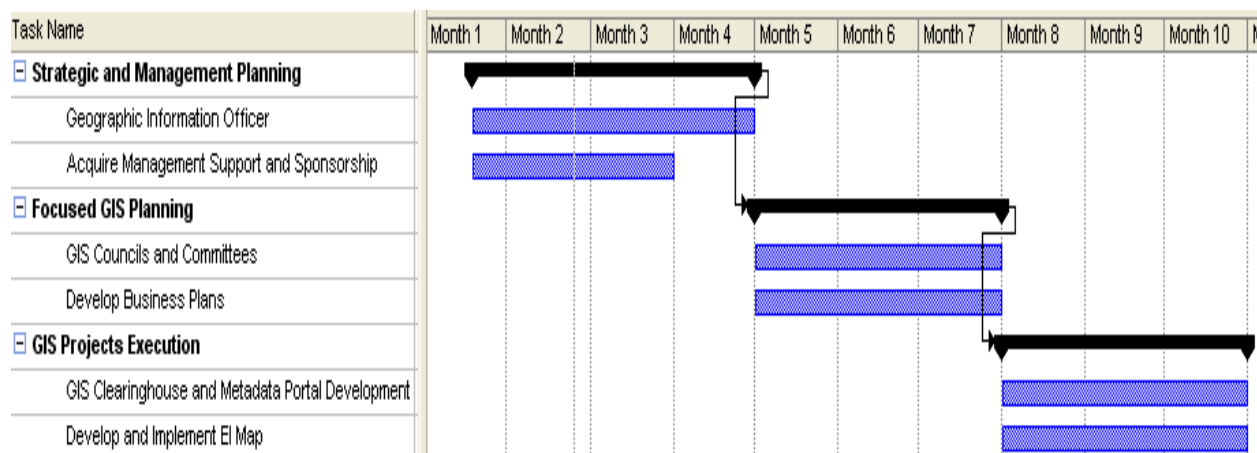 Task Name
Month 1 Month 2 Month 3 Month 4 Month 5 Month 6 Month 7 Month 8 Month 9 Month 10
Strategic and Management Planning
Geographic Information Officer
Acquire Management Support and Sponsorship
Focused GIS Planning
GIS Councils and Committees
Develop Business Plans
GIS Projects Execution
GIS Clearinghouse and Metadata Portal Development
Develop and Implement EI Map